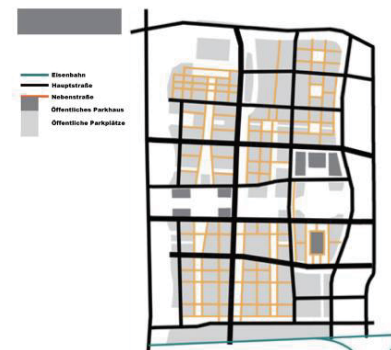 Eisenbahn
Hauptstraße
Nebenstraße
Öffentliches Parkhaus
Öffentliche Parkplätze